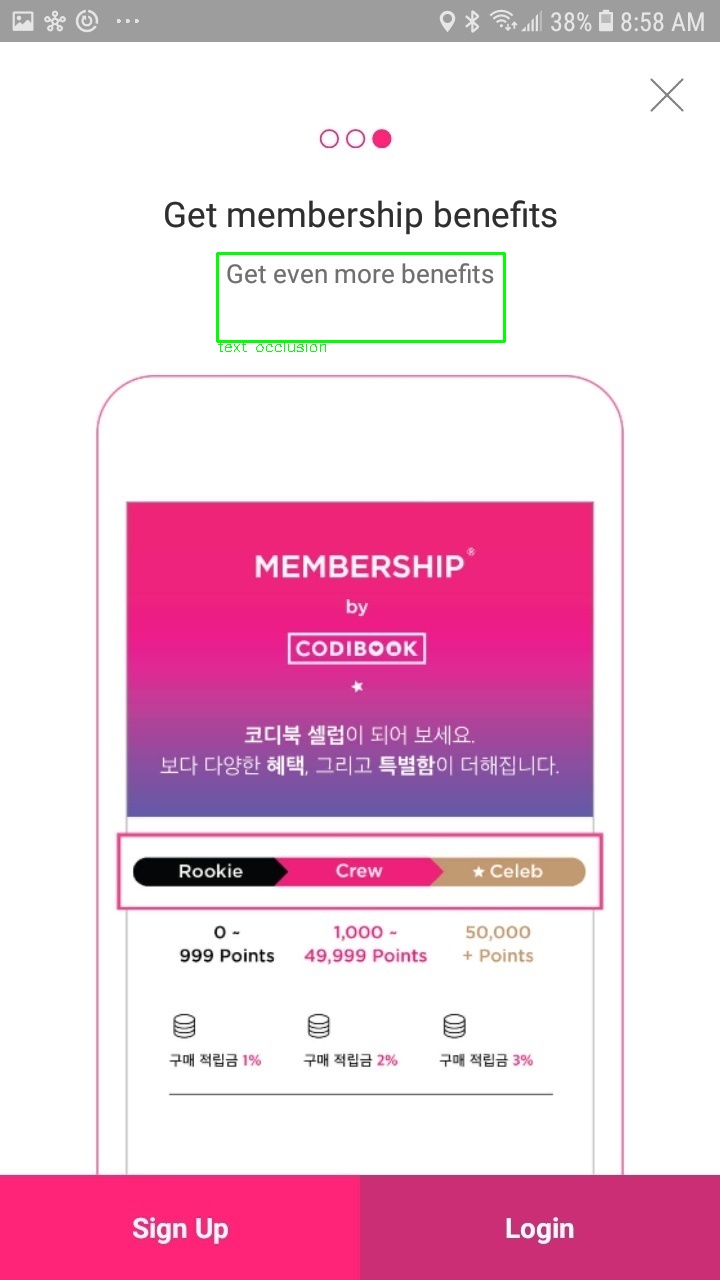 38% 8:58 AM
Get membership benefits
Get even more benefits
text_occlusion
MEMBERSHIP®
by
CODIBOOK
코디북 셀럽이 되어 보세요.
보다 다양한 혜택, 그리고 특별함이 더해집니다.
Rookie Crew ★ Celeb
0 ~ 1,000 ~ 50,000
999 Points 49,999 Points + Points
구매 적립금 1% 구매 적립금 2% 구매 적립금 3%
Sign Up Login